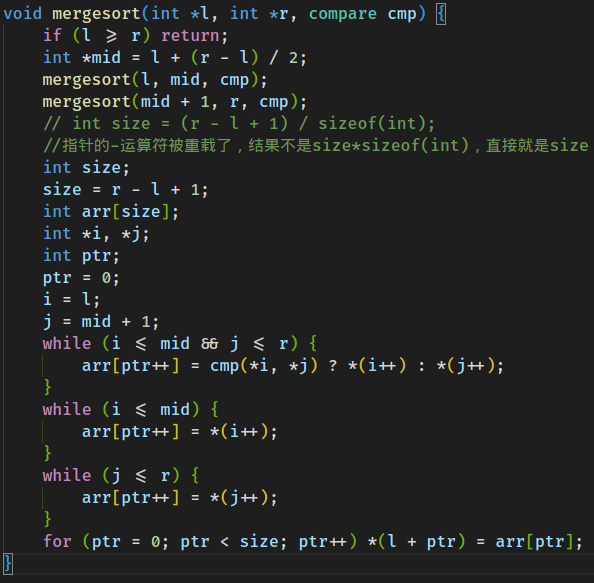 void mergesort(int *l, int *r, compare cmp) {
    if (l >= r) return;
    int *mid = l + (r - l) / 2;
    mergesort(l, mid, cmp);
    mergesort(mid + 1, r, cmp);
    // int size = (r - l + 1) / sizeof(int);
    //指针的-运算符被重载了，结果不是size*sizeof(int)，直接就是size
    int size;
    size = r - l + 1;
    int arr[size];
    int *i, *j;
    int ptr;
    ptr = 0;
    i = l;
    j = mid + 1;
    while (i <= mid && j <= r) {
        arr[ptr++] = cmp(*i, *j) ? *(i++) : *(j++);
    }
    while (i <= mid) {
        arr[ptr++] = *(i++);
    }
    while (j <= r) {
        arr[ptr++] = *(j++);
    }
    for (ptr = 0; ptr < size; ptr++) *(l + ptr) = arr[ptr];
}